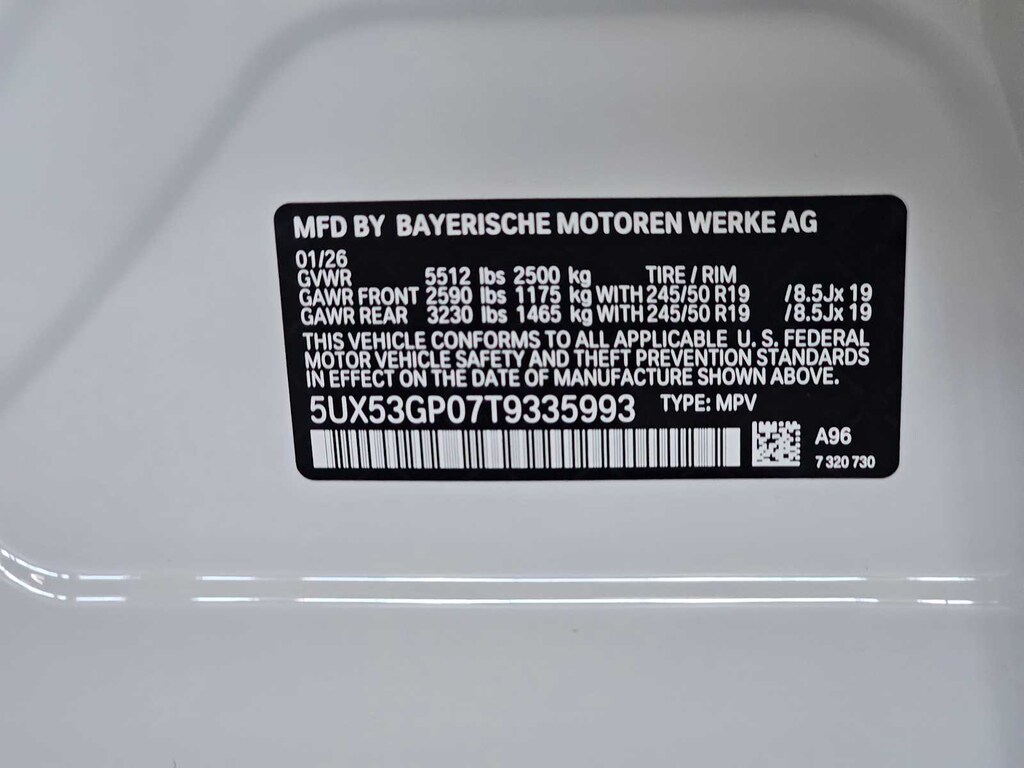 MFD BY BAYERISCHE MOTOREN WERKE AG
01/26
GVWR 5512 lbs 2500 kg TIRE / RIM
GAWR FRONT 2590 lbs 1175 kg WITH 245/50 R19 /8.5Jx 19
GAWR REAR 3230 lbs 1465 kg WITH 245/50 R19 /8.5Jx 19
THIS VEHICLE CONFORMS TO ALL APPLICABLE U. S. FEDERAL
MOTOR VEHICLE SAFETY AND THEFT PREVENTION STANDARDS
IN EFFECT ON THE DATE OF MANUFACTURE SHOWN ABOVE.
5UX53GP07T9335993 TYPE: MPV
A96
7 320 730